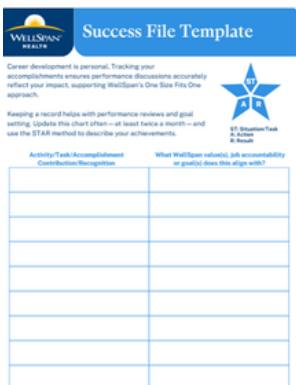 WELLSPAN®
HEALTH
Success File Template
Career development is personal. Tracking your
accomplishments ensures performance discussions accurately
reflect your impact, supporting WellSpan's One Size Fits One
approach.
Keeping a record helps with performance reviews and goal
setting. Update this chart often — at least twice a month — and
use the STAR method to describe your achievements.
ST
A R
ST: Situation/Task
A: Action
R: Result
Activity/Task/Accomplishment
Contribution/Recognition
What WellSpan value(s), job accountability
or goal(s) does this align with?